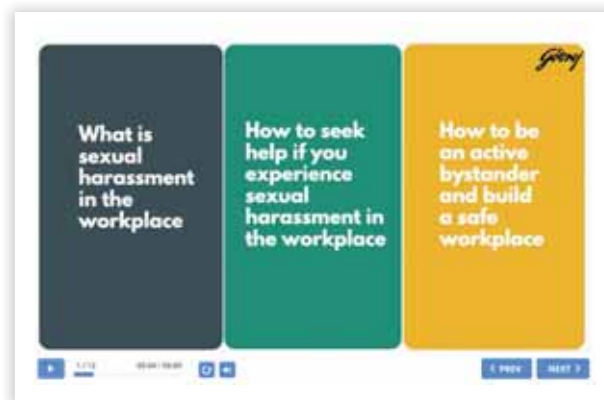 Godrej
What is
sexual
harassment
in the
workplace
How to seek
help if you
experience
sexual
harassment in
the workplace
How to be
an active
bystander
and build
a safe
workplace
PREV
NEXT